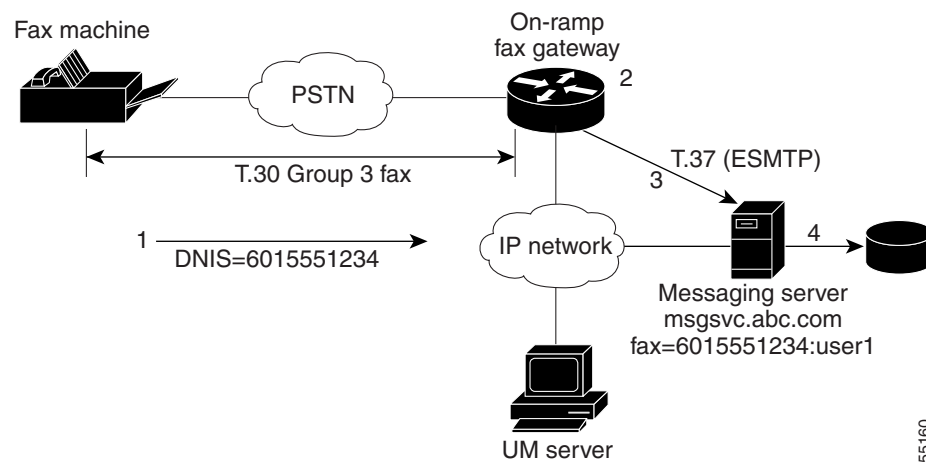 Fax machine
On-ramp
fax gateway
2
PSTN
T.30 Group 3 fax
T.37 (ESMTP)
3
1
DNIS=6015551234
IP network
4
Messaging server
msgsvc.abc.com
fax=6015551234:user1
UM server
55160